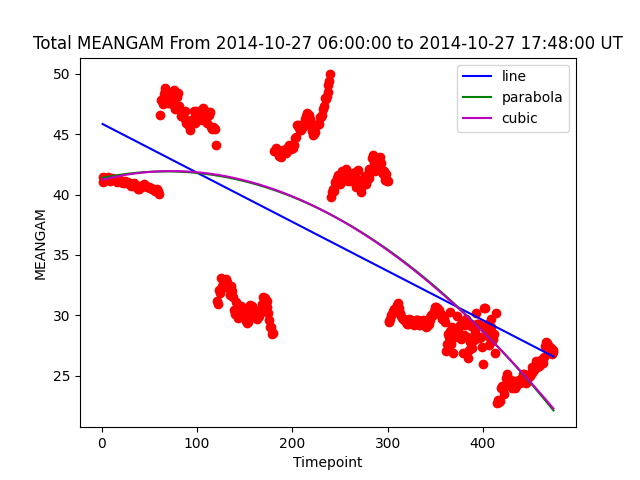 Total MEANGAM From 2014-10-27 06:00:00 to 2014-10-27 17:48:00 UT
line
parabola
cubic
50
45
40
35
30
25
MEANGAM
0 100 200 300 400
Timepoint